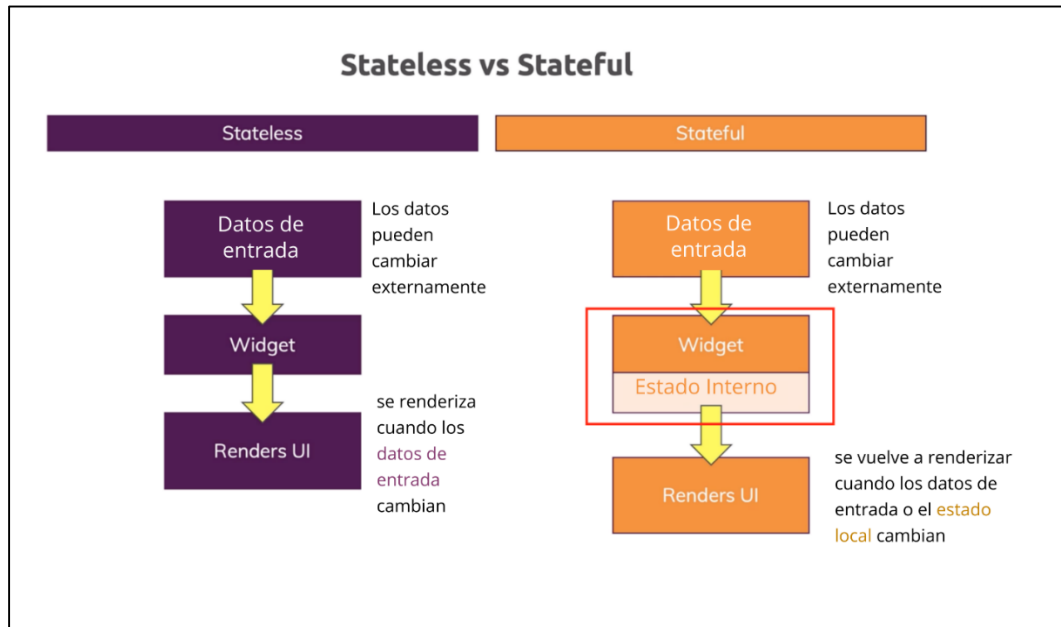 Stateless vs Stateful
Stateless
Datos de
entrada
Los datos
pueden
cambiar
externamente
Widget
Renders UI
se renderiza
cuando los
datos de
entrada
cambian
Stateful
Datos de
entrada
Los datos
pueden
cambiar
externamente
Widget
Estado Interno
Renders UI
se vuelve a renderizar
cuando los datos de
entrada o el estado
local cambian